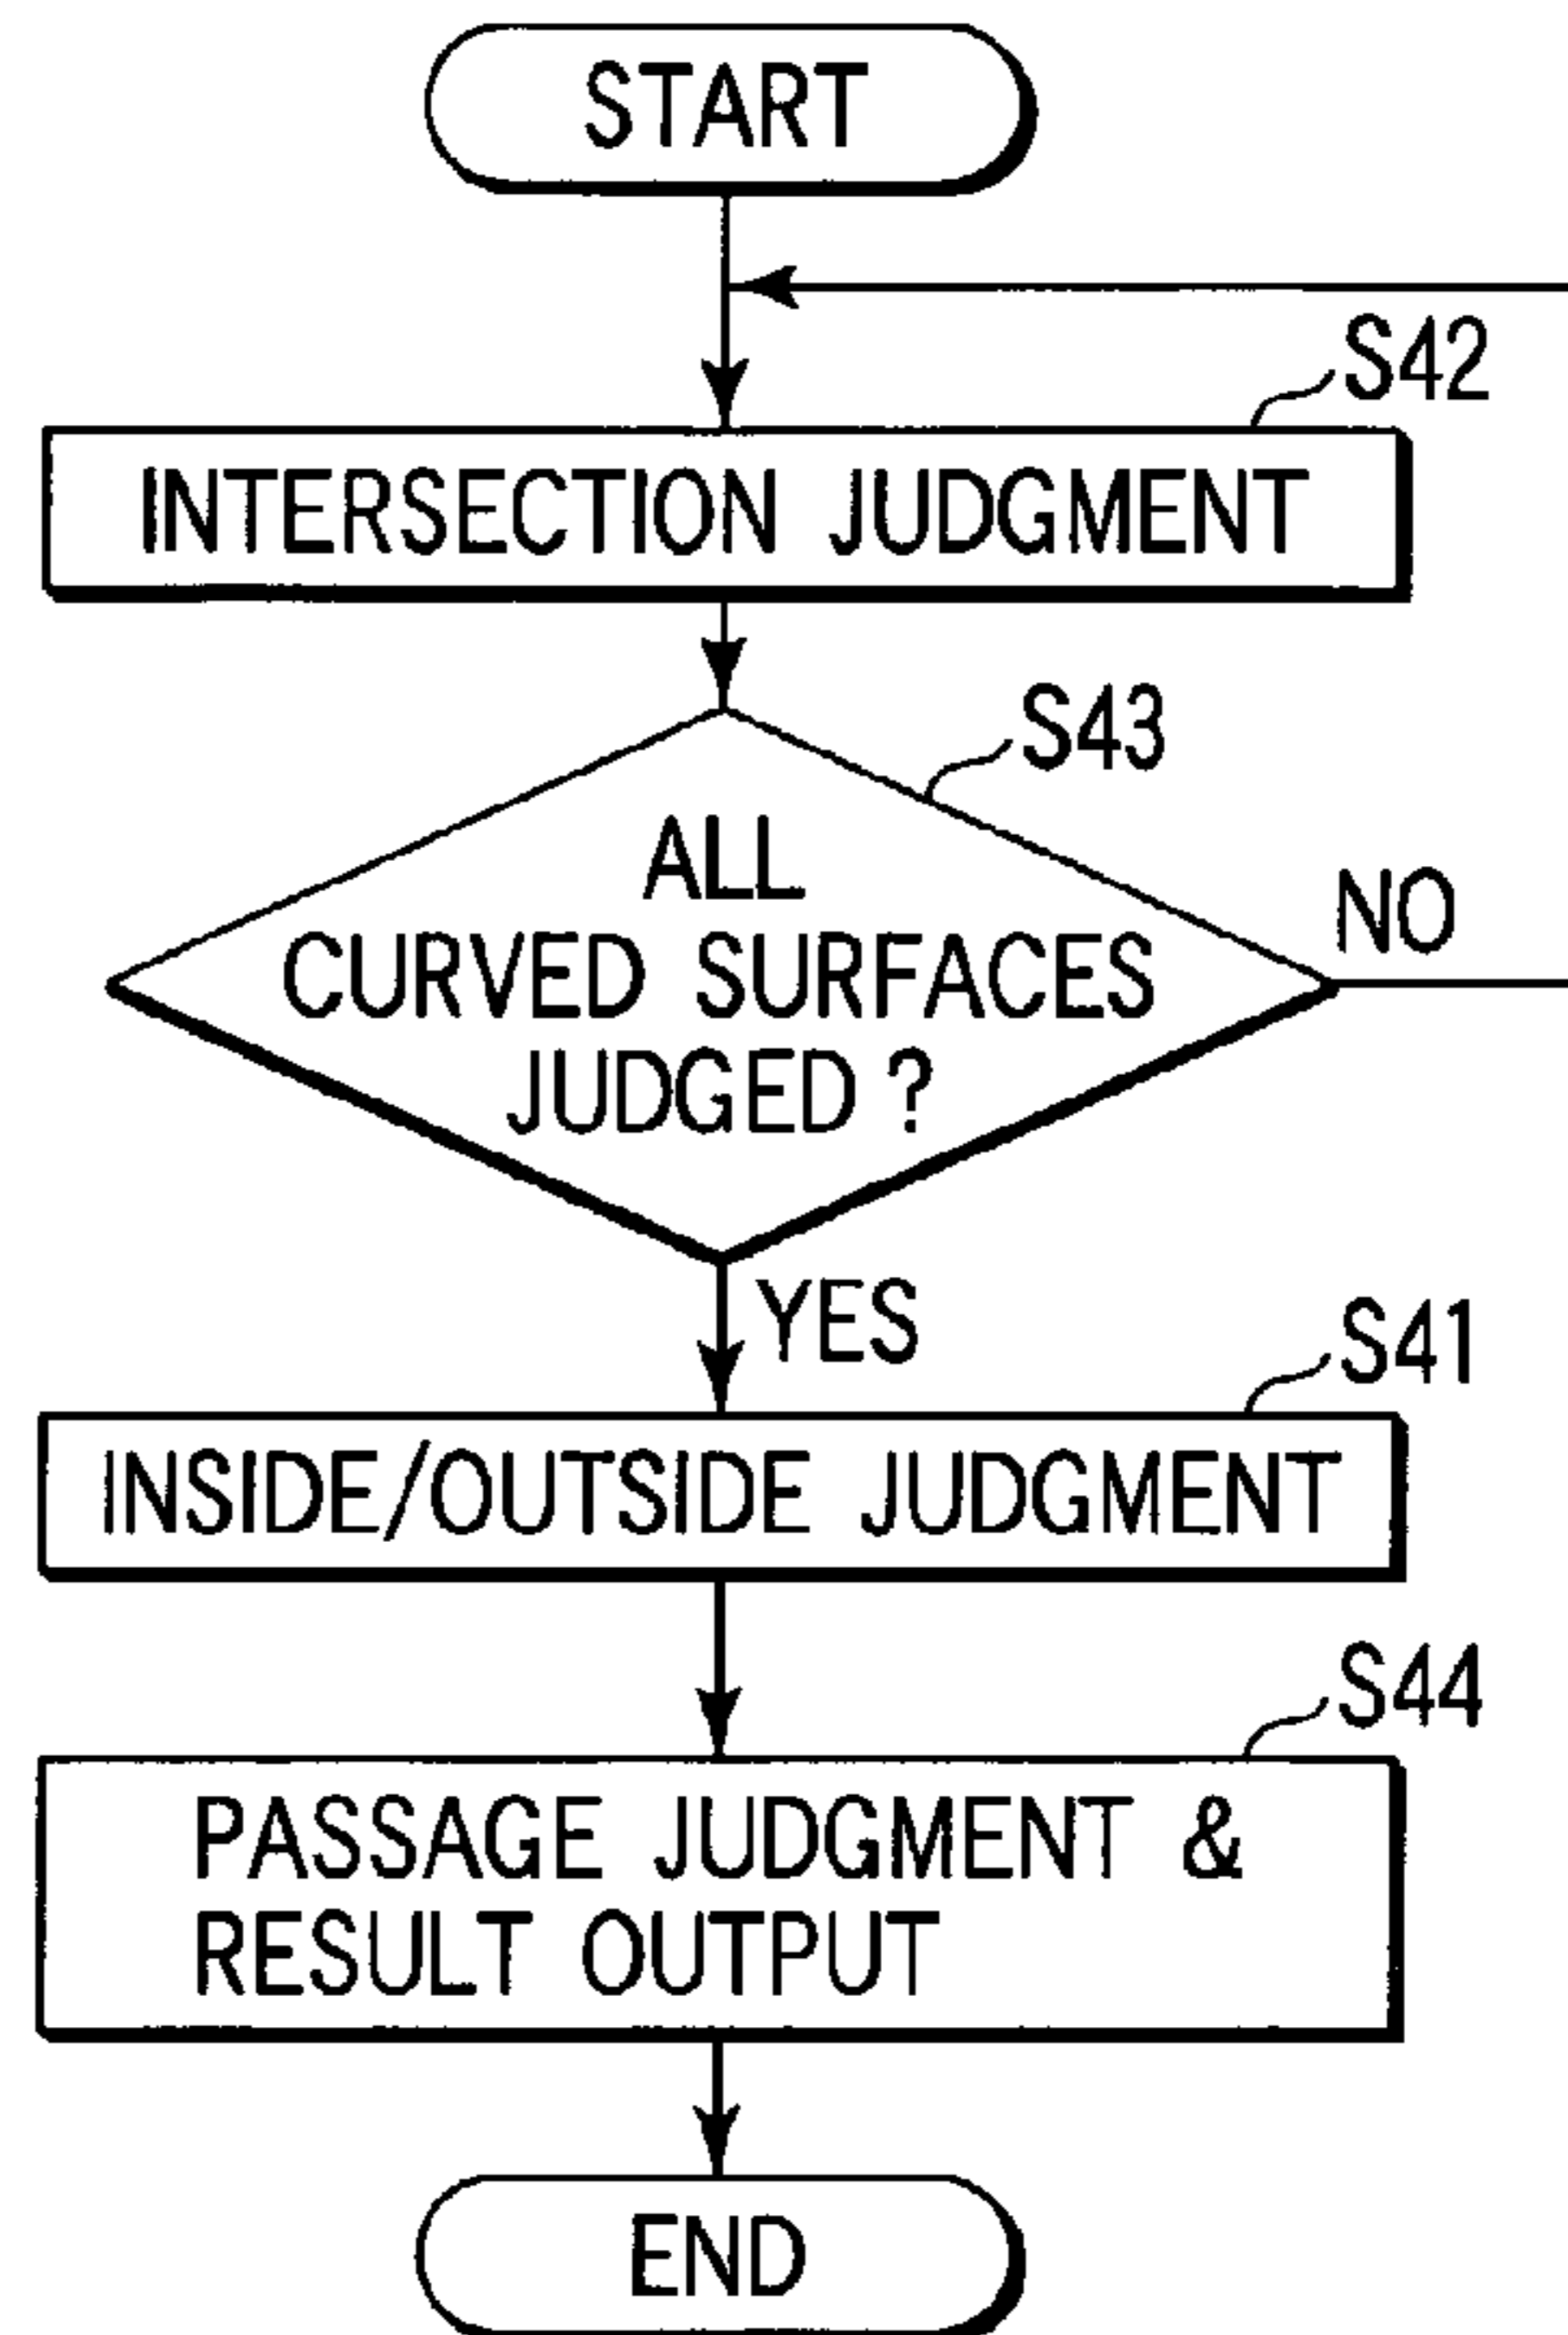 START
S42
INTERSECTION JUDGMENT
S43
ALL
CURVED SURFACES
JUDGED ?
NO
YES
S41
INSIDE/OUTSIDE JUDGMENT
S44
PASSAGE JUDGMENT &
RESULT OUTPUT
END